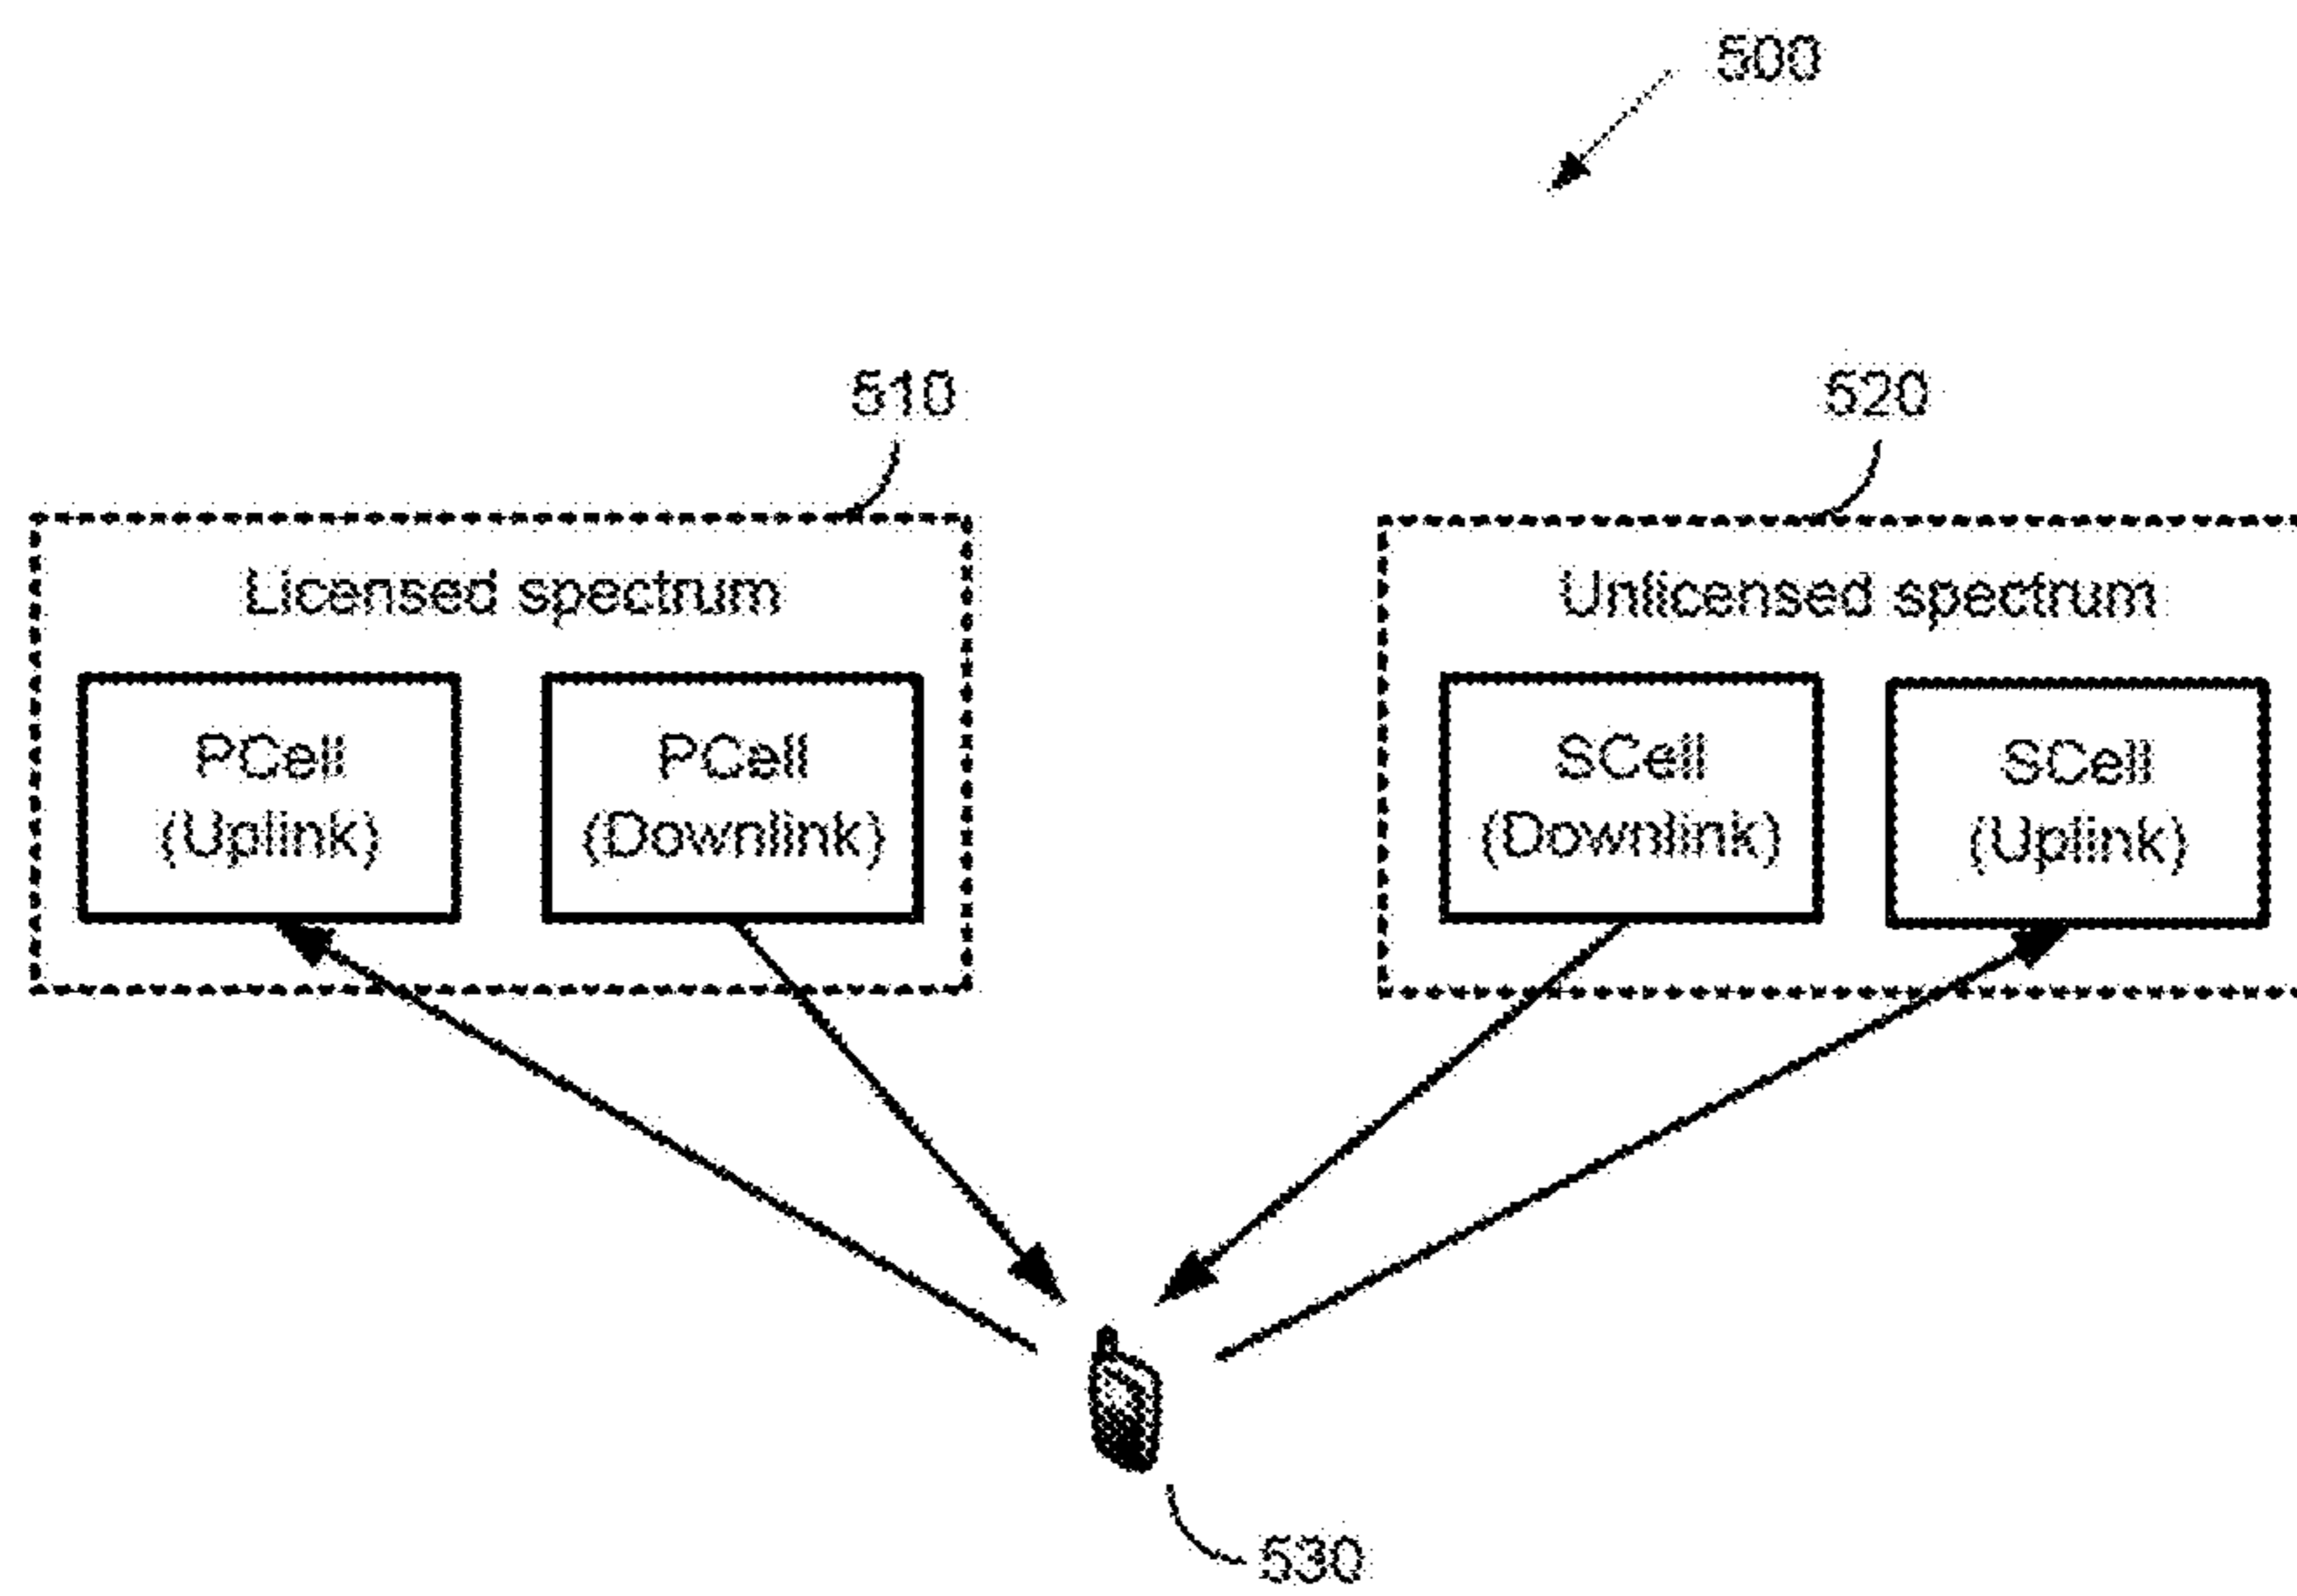 500
510
520
Licensed spectrum
Unlicensed spectrum
PCell
(Uplink)
PCell
(Downlink)
SCell
(Downlink)
SCell
(Uplink)
530